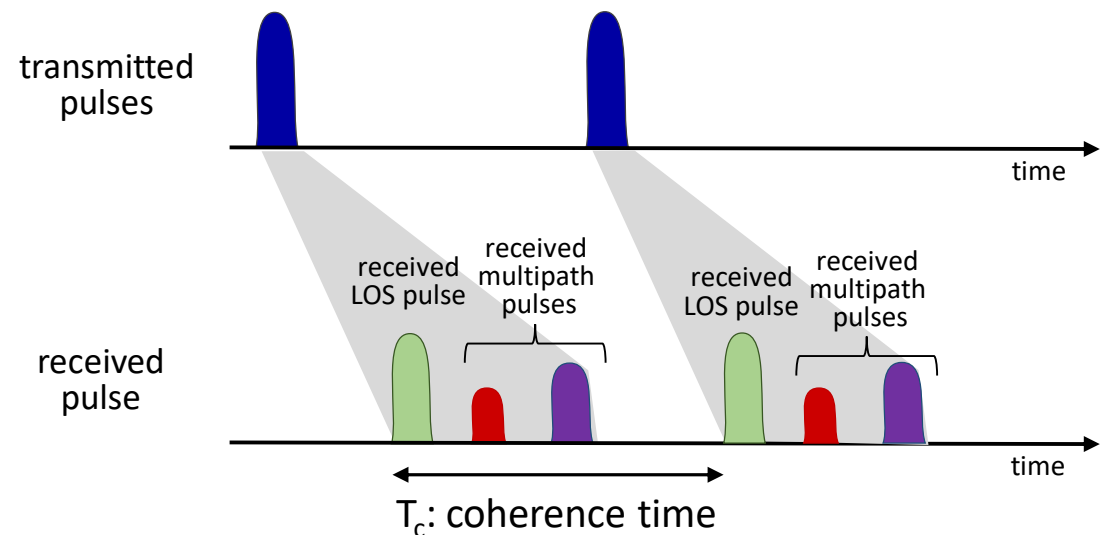 transmitted
pulses
time
received
LOS pulse
received
multipath
pulses
received
LOS pulse
received
multipath
pulses
received
pulse
time
Tc: coherence time